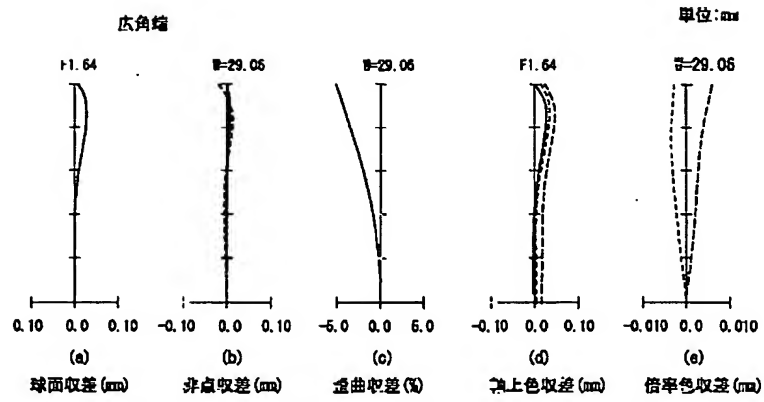 広角端
単位:mm
F1.64
W=29.06
W=29.06
F1.64
W=29.06
0.10 0.0 0.10
-0.10 0.0 0.10
-5.0 0.0 5.0
-0.10 0.0 0.10
-0.010 0.0 0.010
(a)
(b)
(c)
(d)
(e)
球面収差(mm)
非点収差(mm)
歪曲収差(%)
軸上色収差(mm)
倍率色収差(mm)